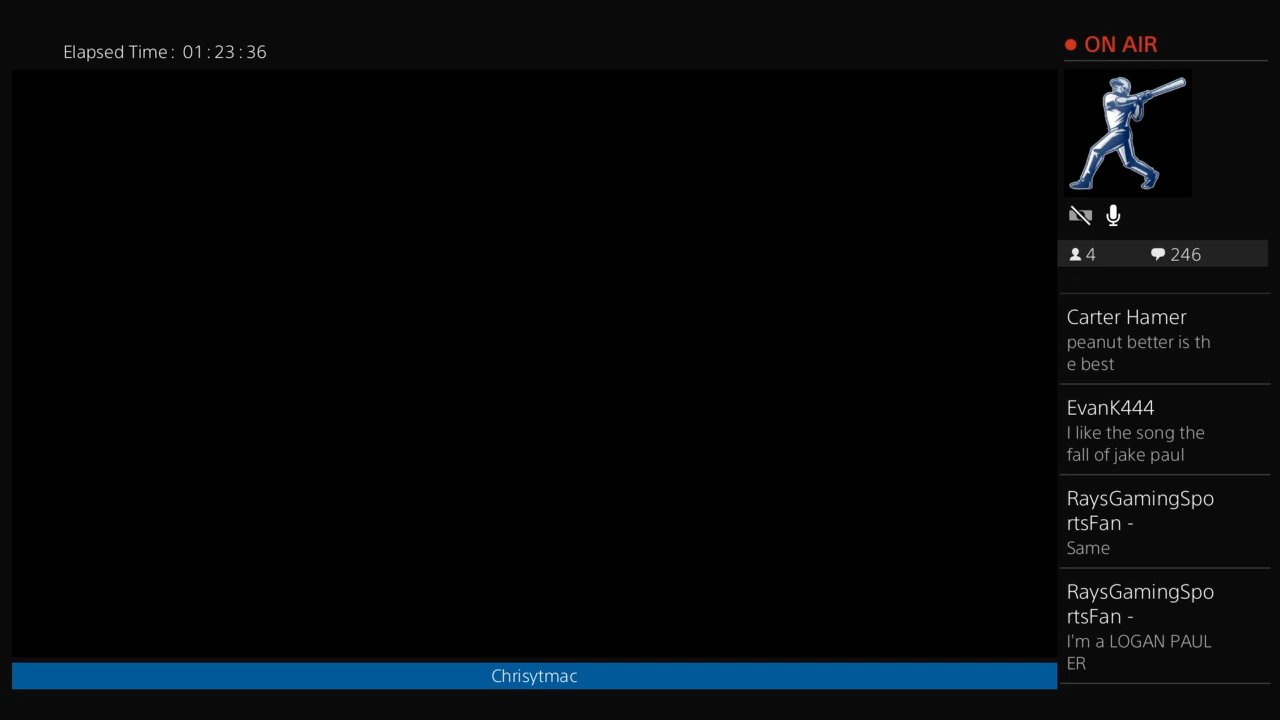 Elapsed Time: 01:23:36
ON AIR
4 246
Carter Hamer
peanut better is th
e best
EvanK444
I like the song the
fall of jake paul
RaysGamingSpo
rtsFan -
Same
RaysGamingSpo
rtsFan -
I'm a LOGAN PAUL
ER
Chrisytmac